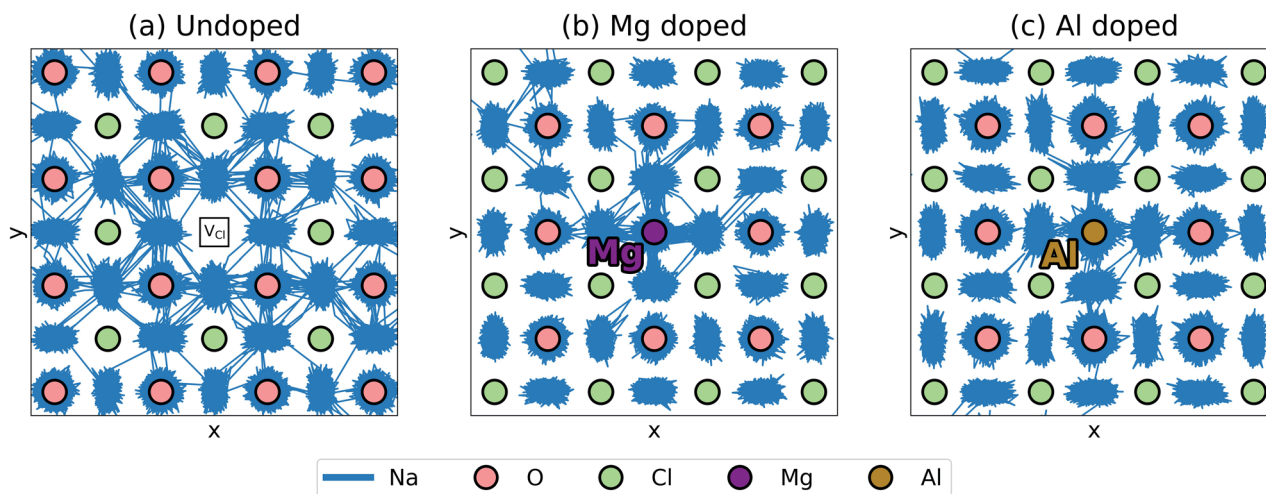 (a) Undoped
(b) Mg doped
(c) Al doped
y
V_Cl
x
y
Mg
x
y
Al
x
Na
O
Cl
Mg
Al